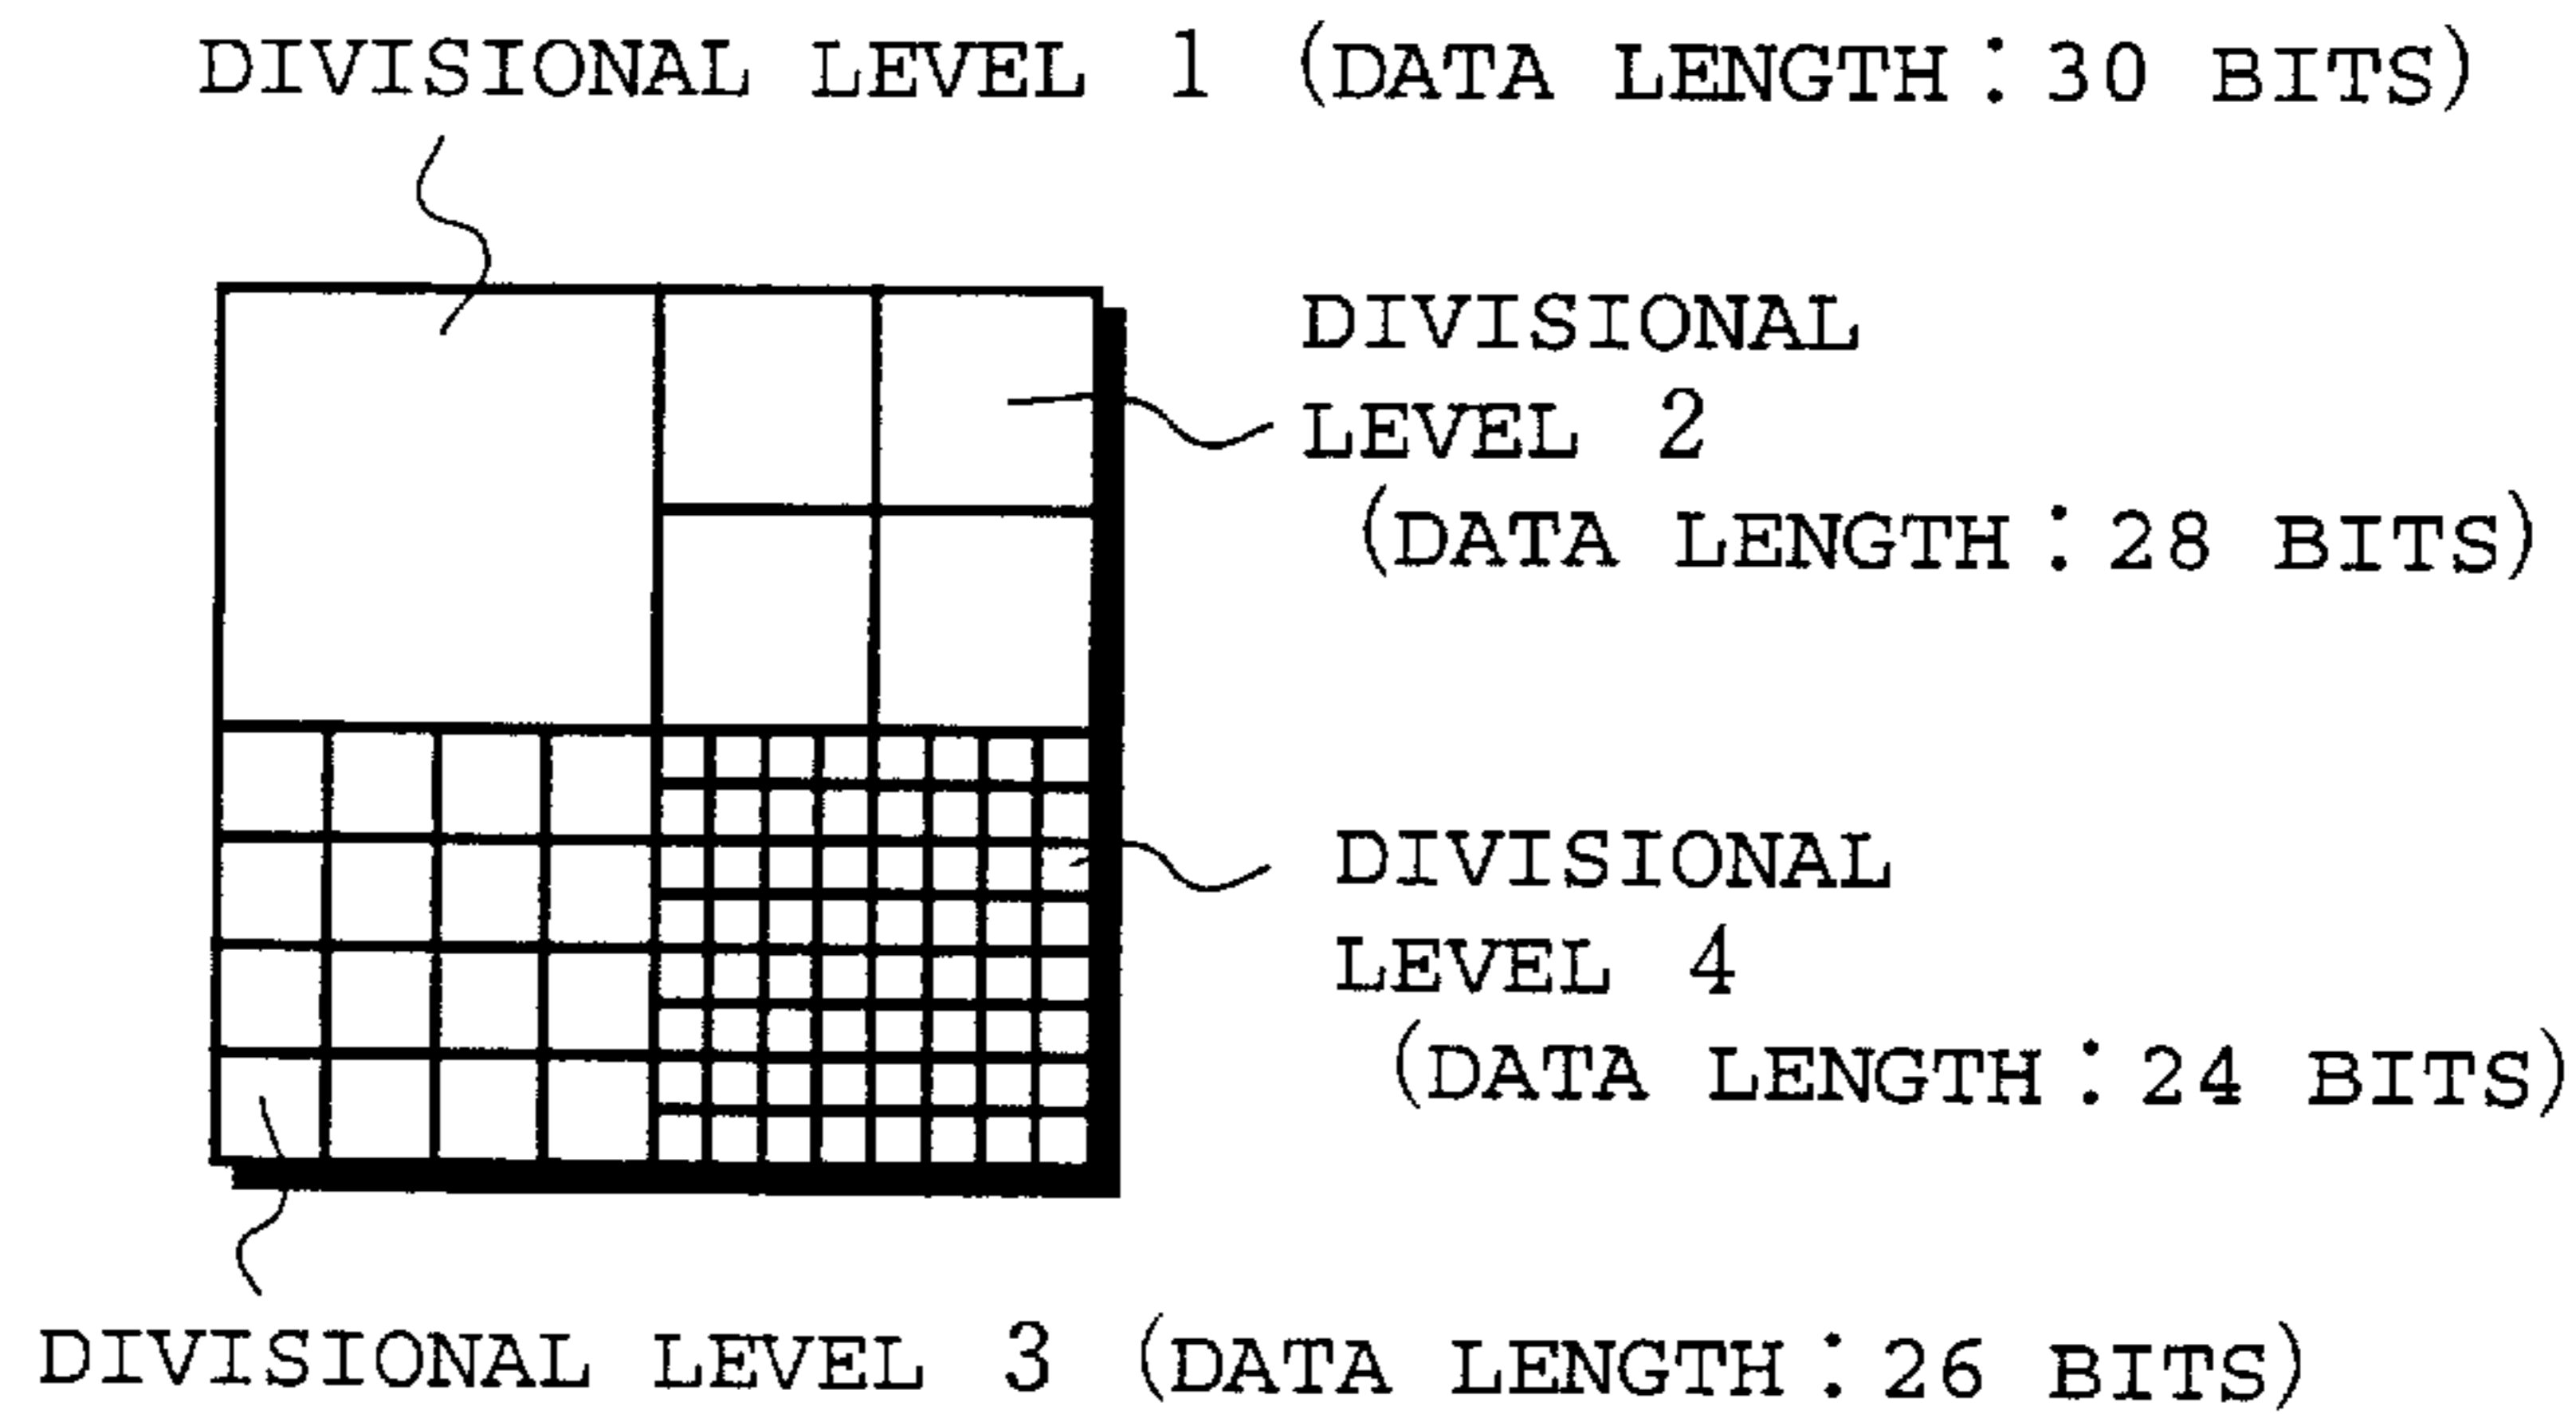 DIVISIONAL LEVEL 1 (DATA LENGTH:30 BITS)
DIVISIONAL
LEVEL 2
(DATA LENGTH:28 BITS)
DIVISIONAL
LEVEL 4
(DATA LENGTH:24 BITS)
DIVISIONAL LEVEL 3 (DATA LENGTH:26 BITS)